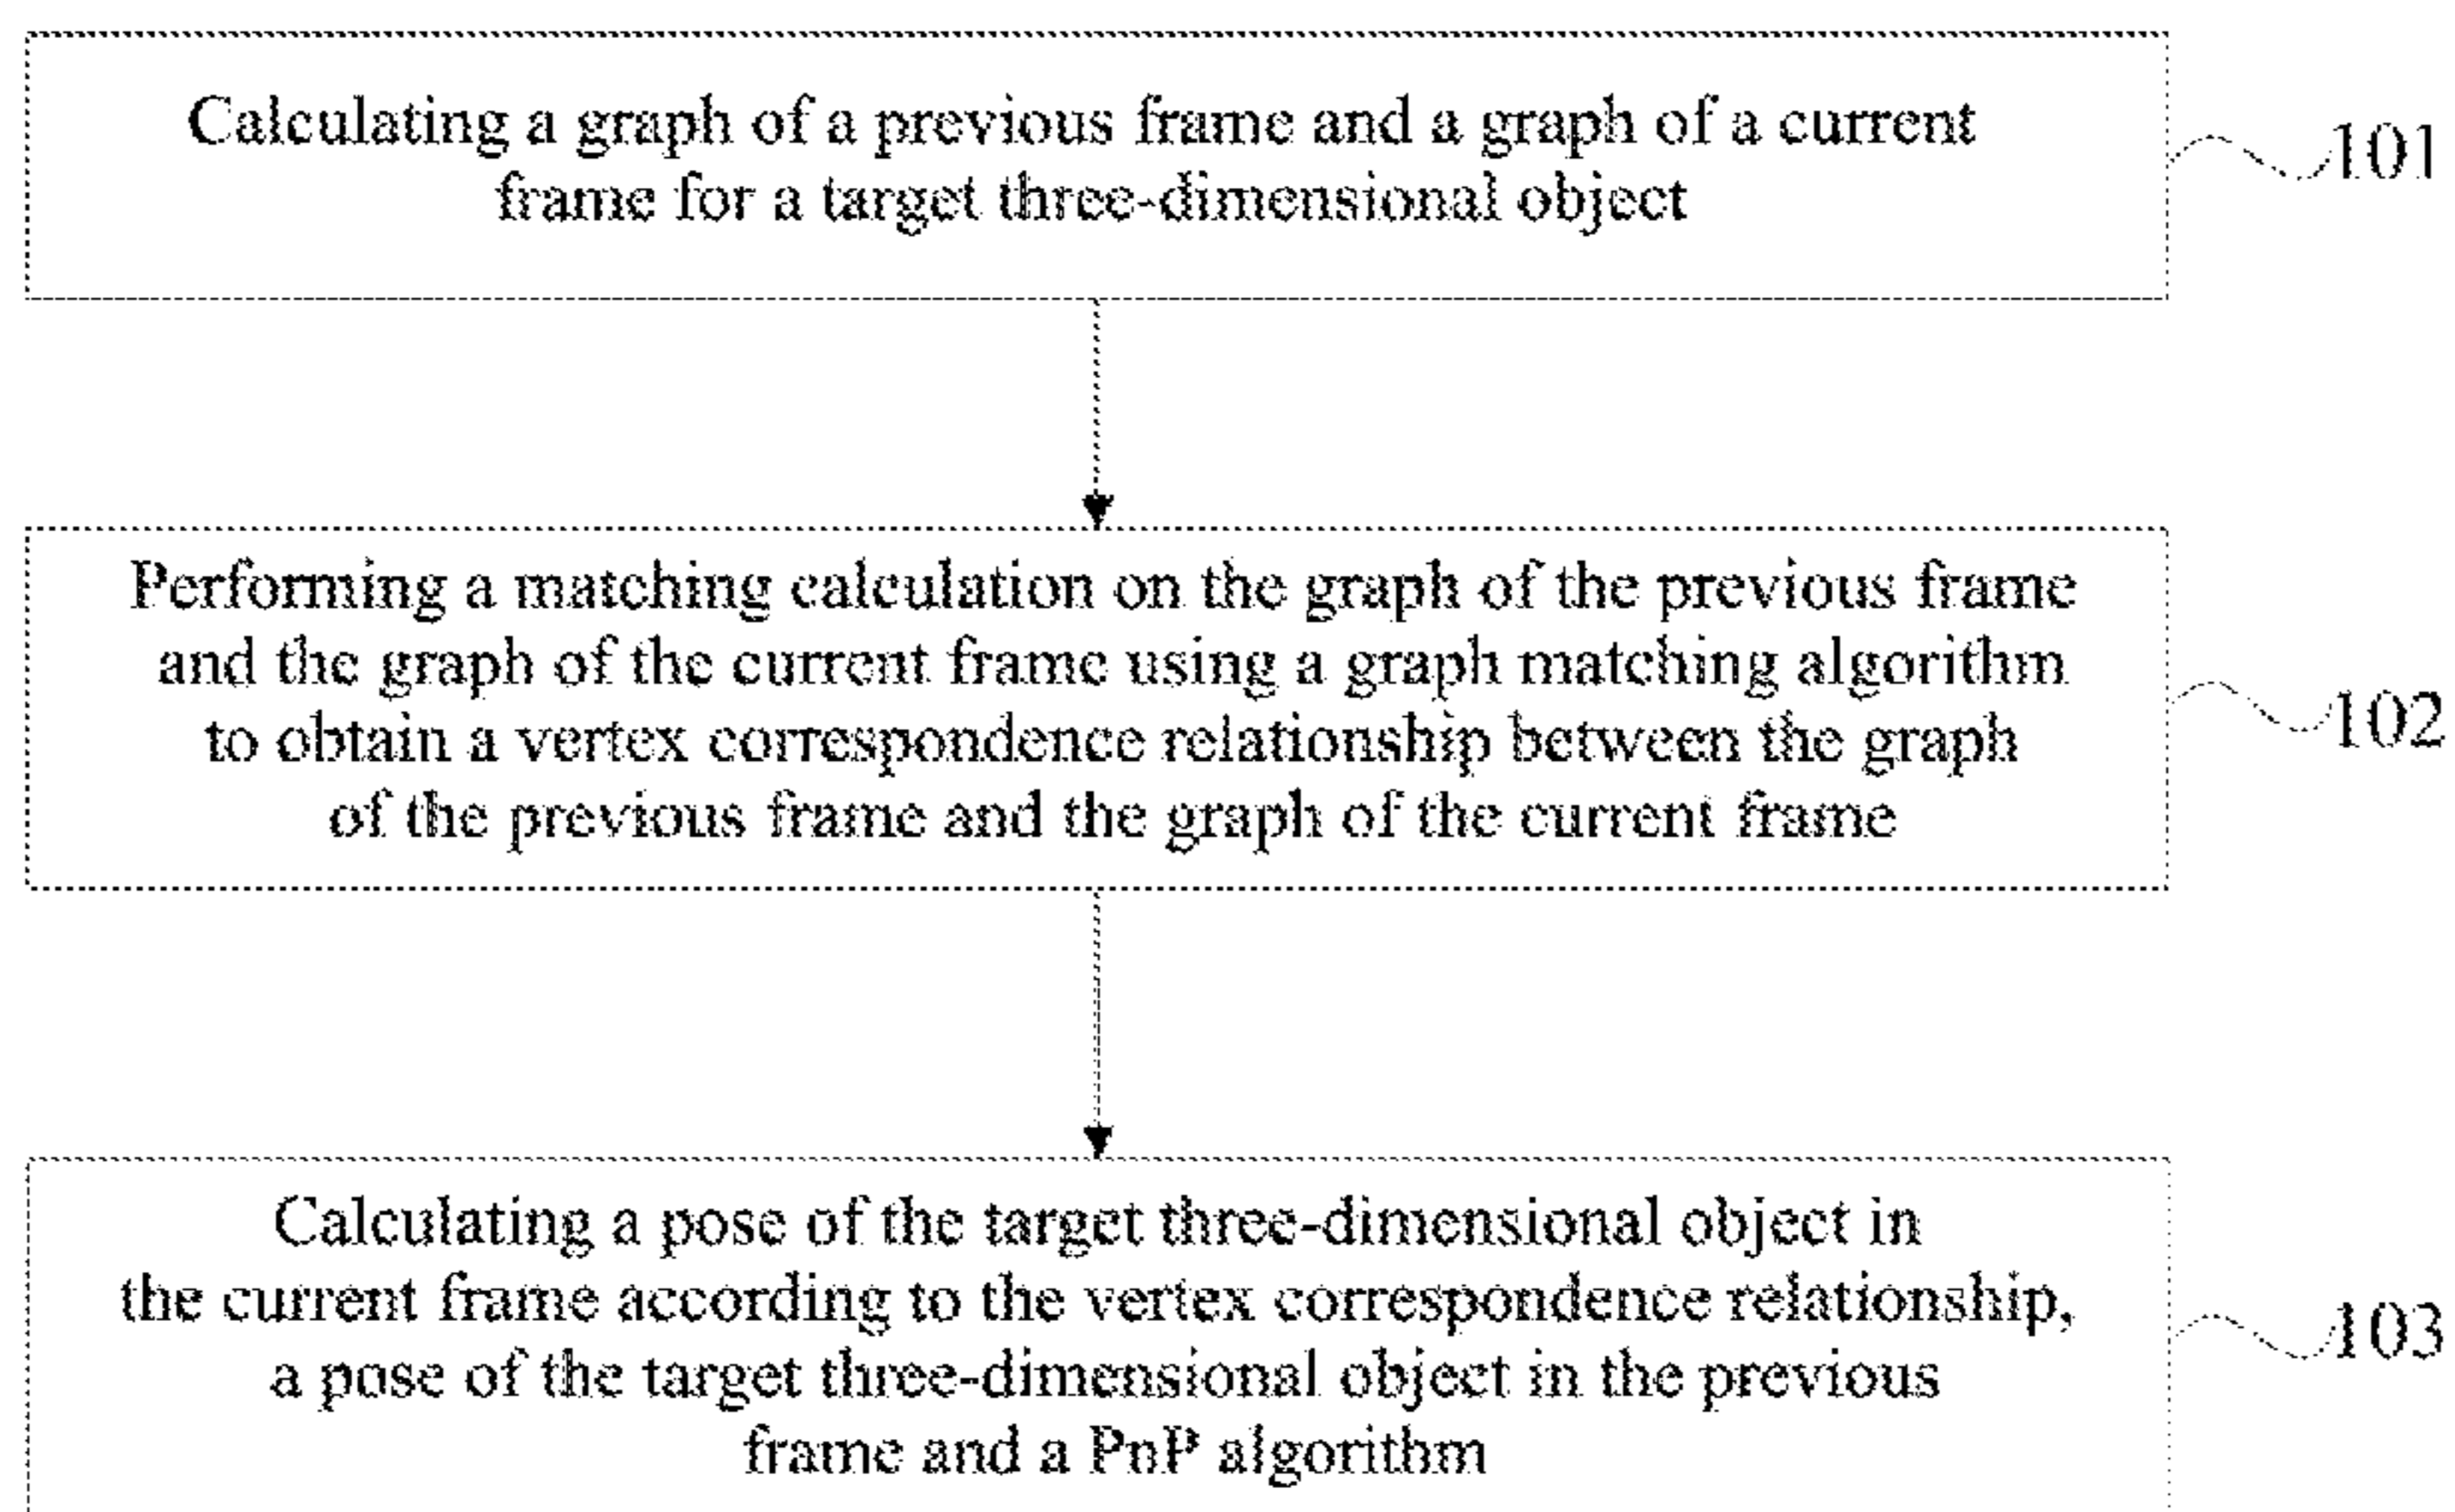 Calculating a graph of a previous frame and a graph of a current
frame for a target three-dimensional object
101
Performing a matching calculation on the graph of the previous frame
and the graph of the current frame using a graph matching algorithm
to obtain a vertex correspondence relationship between the graph
of the previous frame and the graph of the current frame
102
Calculating a pose of the target three-dimensional object in
the current frame according to the vertex correspondence relationship,
a pose of the target three-dimensional object in the previous
frame and a PnP algorithm
103